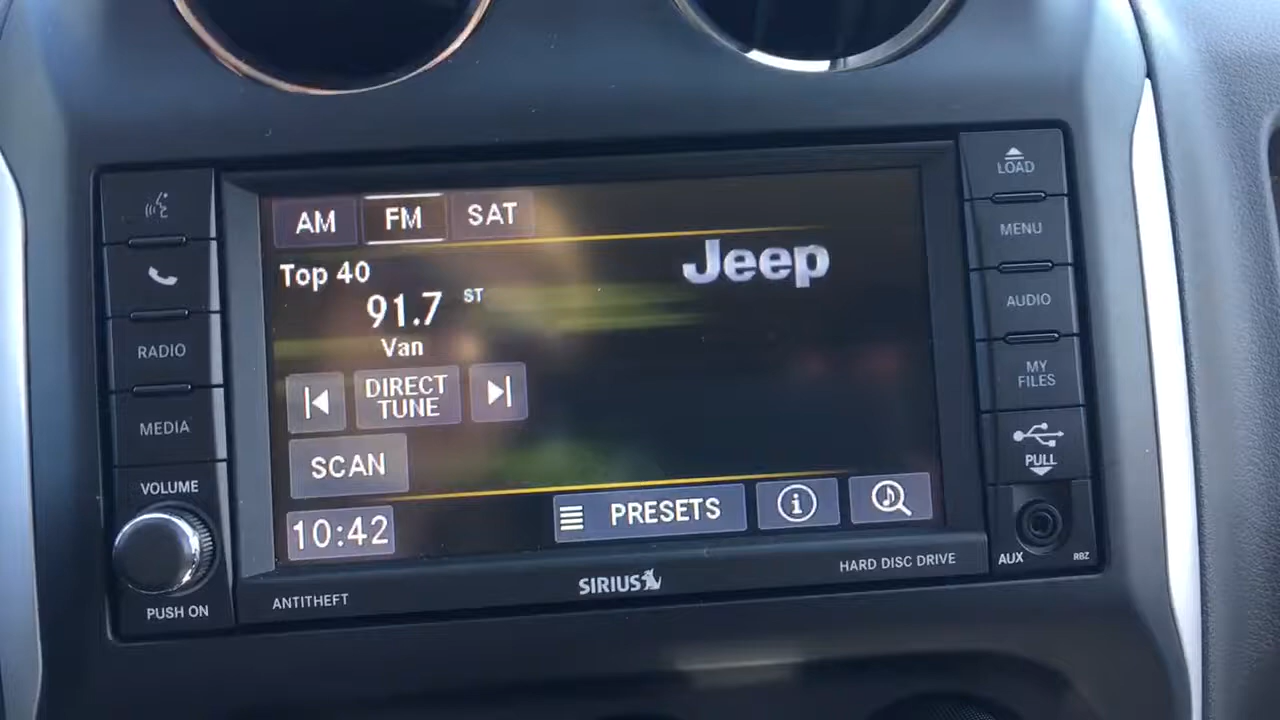 AM
FM
SAT
Top 40
Jeep
91.7
ST
Van
DIRECT
TUNE
SCAN
10:42
PRESETS
i
RADIO
MEDIA
VOLUME
PUSH ON
ANTITHEFT
SIRIUS
HARD DISC DRIVE
LOAD
MENU
AUDIO
MY
FILES
PULL
AUX
RBZ